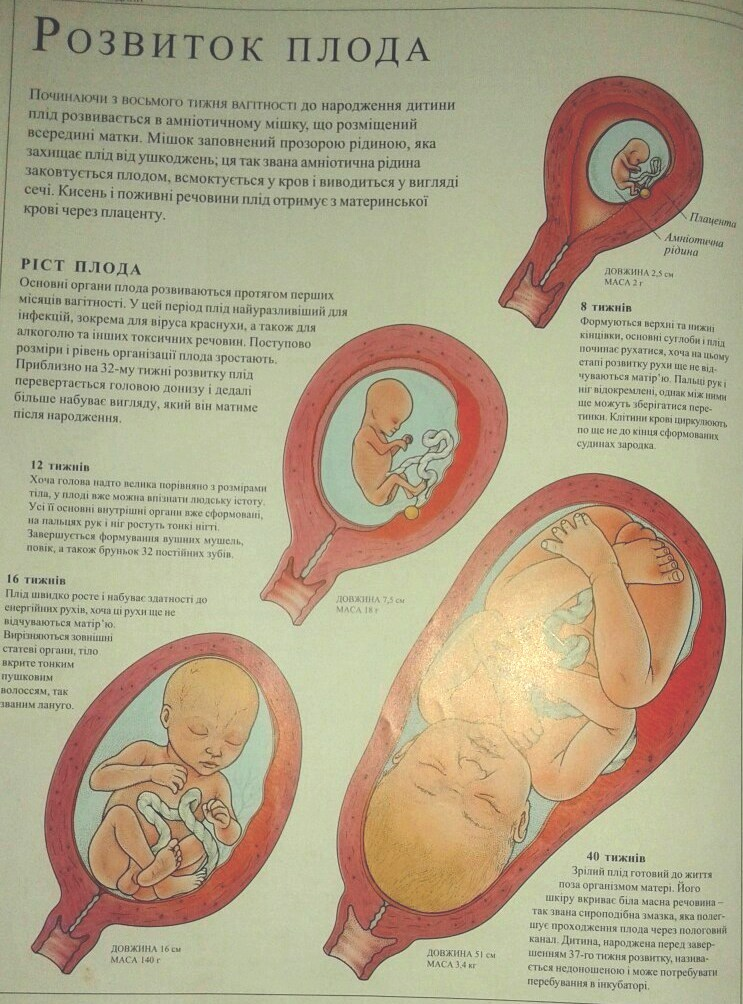 Розвиток плода
Починаючи з восьмого тижня вагітності до народження дитини
плід розвивається в амніотичному мішку, що розміщений
всередині матки. Мішок заповнений прозорою рідиною, яка
захищає плід від ушкоджень; ця так звана амніотична рідина
заковтується плодом, всмоктується у кров і виводиться у вигляді
сечі. Кисень і поживні речовини плід отримує з материнської
крові через плаценту.
Плацента
Амніотична
рідина
ДОВЖИНА 2,5 см
МАСА 2 г
РІСТ ПЛОДА
Основні органи плода розвиваються протягом перших
місяців вагітності. У цей період плід найуразливіший для
інфекцій, зокрема для віруса краснухи, а також для
алкоголю та інших токсичних речовин. Поступово
розміри і рівень організації плода зростають.
Приблизно на 32-му тижні розвитку плід
перевертається головою донизу і дедалі
більше набуває вигляду, який він матиме
після народження.
8 тижнів
Формуються верхні та нижні
кінцівки, основні суглоби і плід
починає рухатися, хоча на цьому
етапі розвитку рухи ще не від-
чуваються матір’ю. Пальці рук і
ніг відокремлені, однак між ними
ще можуть зберігатися пере-
тинки. Клітини крові циркулюють
по ще не до кінця сформованих
судинах зародка.
12 тижнів
Хоча голова надто велика порівняно з розмірами
тіла, у плоді вже можна впізнати людську істоту.
Усі її основні внутрішні органи вже сформовані,
на пальцях рук і ніг ростуть тонкі нігті.
Завершується формування вушних мушель,
повік, а також бруньок 32 постійних зубів.
ДОВЖИНА 7,5 см
МАСА 18 г
16 тижнів
Плід швидко росте і набуває здатності до
енергійних рухів, хоча ці рухи ще не
відчуваються матір’ю.
Вирізняються зовнішні
статеві органи, тіло
вкрите тонким
пушковим
волоссям, так
званим лануго.
ДОВЖИНА 16 см
МАСА 140 г
40 тижнів
Зрілий плід готовий до життя
поза організмом матері. Його
шкіру вкриває біла масна речовина –
так звана сироподібна змазка, яка полег-
шує проходження плода через пологовий
канал. Дитина, народжена перед завер-
шенням 37-го тижня розвитку, назива-
ється недоношеною і може потребувати
перебування в інкубаторі.
ДОВЖИНА 51 см
МАСА 3,4 кг